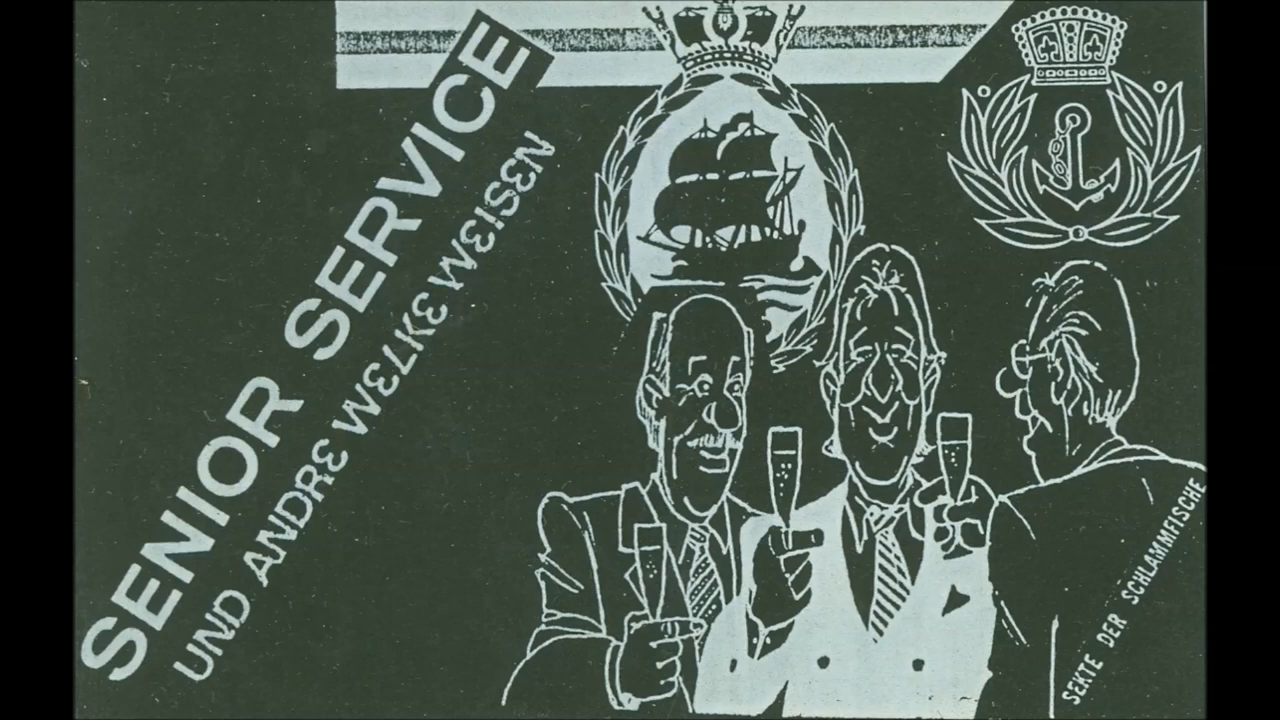 SENIOR SERVICE
UND ANDRE WELKE WEISEN
SEKTE DER SCHLAMMFISCHE